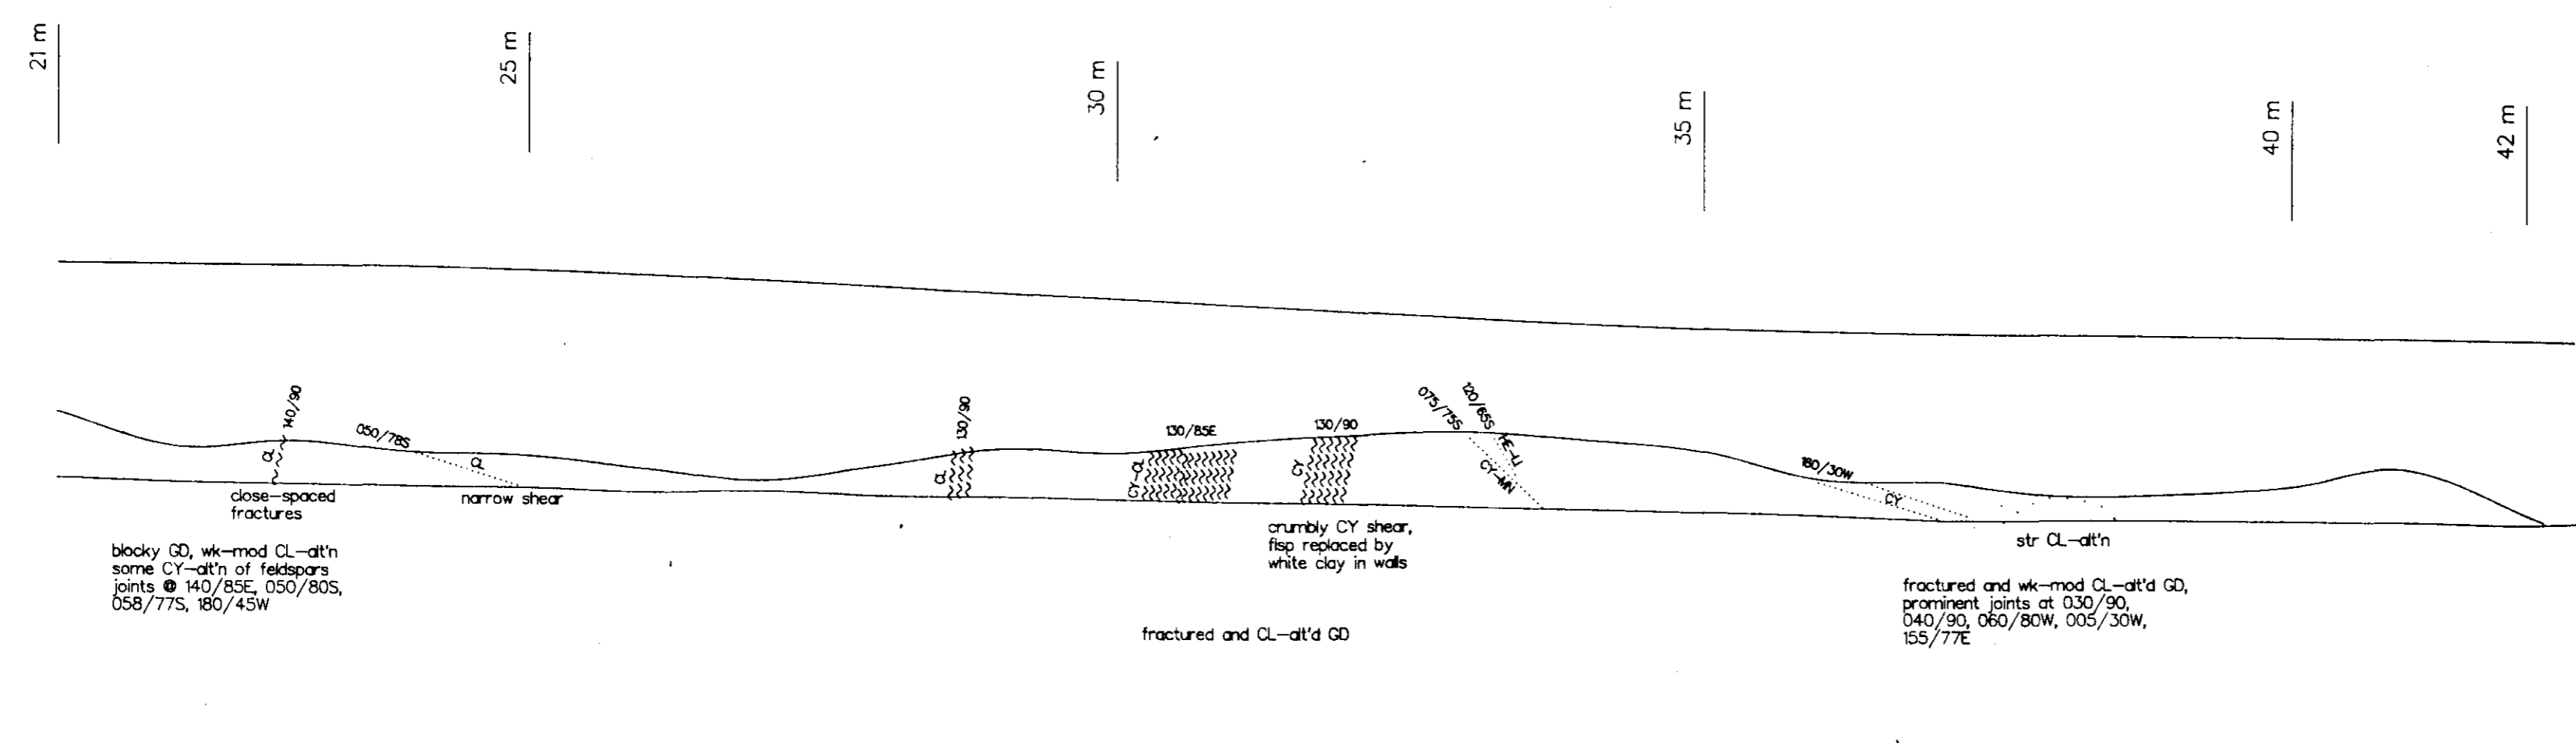 21 m
25 m
30 m
35 m
40 m
42 m
140/90
050/78S
CL
CL
close-spaced
fractures
narrow shear
130/90
CL
130/85E
CY-CL
130/90
CY
075/75S
120/65S
HE-LI
CY-MN
180/30W
CY
blocky GD, wk-mod CL-alt'n
some CY-alt'n of feldspars
joints @ 140/85E, 050/80S,
058/77S, 180/45W
crumbly CY shear,
flsp replaced by
white clay in walls
fractured and CL-alt'd GD
str CL-alt'n
fractured and wk-mod CL-alt'd GD,
prominent joints at 030/90,
040/90, 060/80W, 005/30W,
155/77E